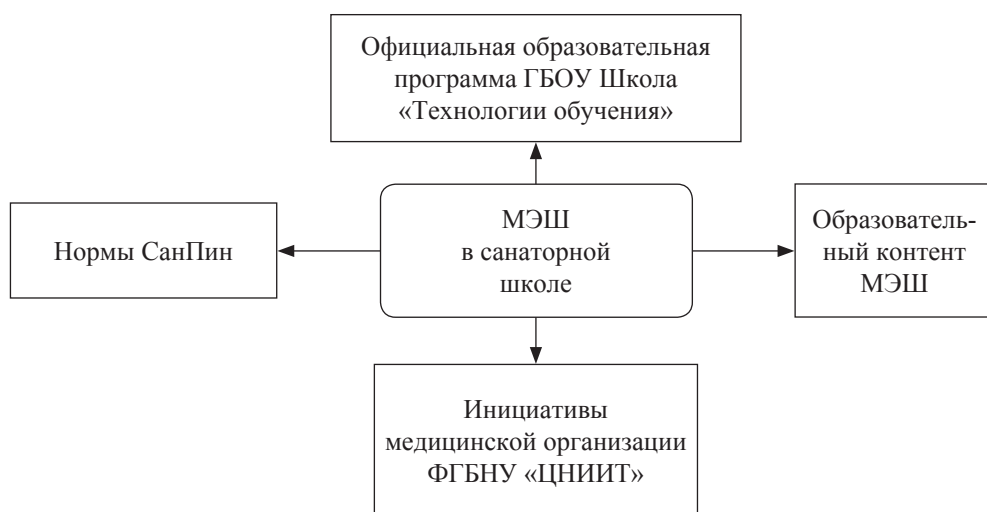 Официальная образовательная
программа ГБОУ Школа
«Технологии обучения»
Нормы СанПин
МЭШ
в санаторной
школе
Образователь-
ный контент
МЭШ
Инициативы
медицинской организации
ФГБНУ «ЦНИИТ»